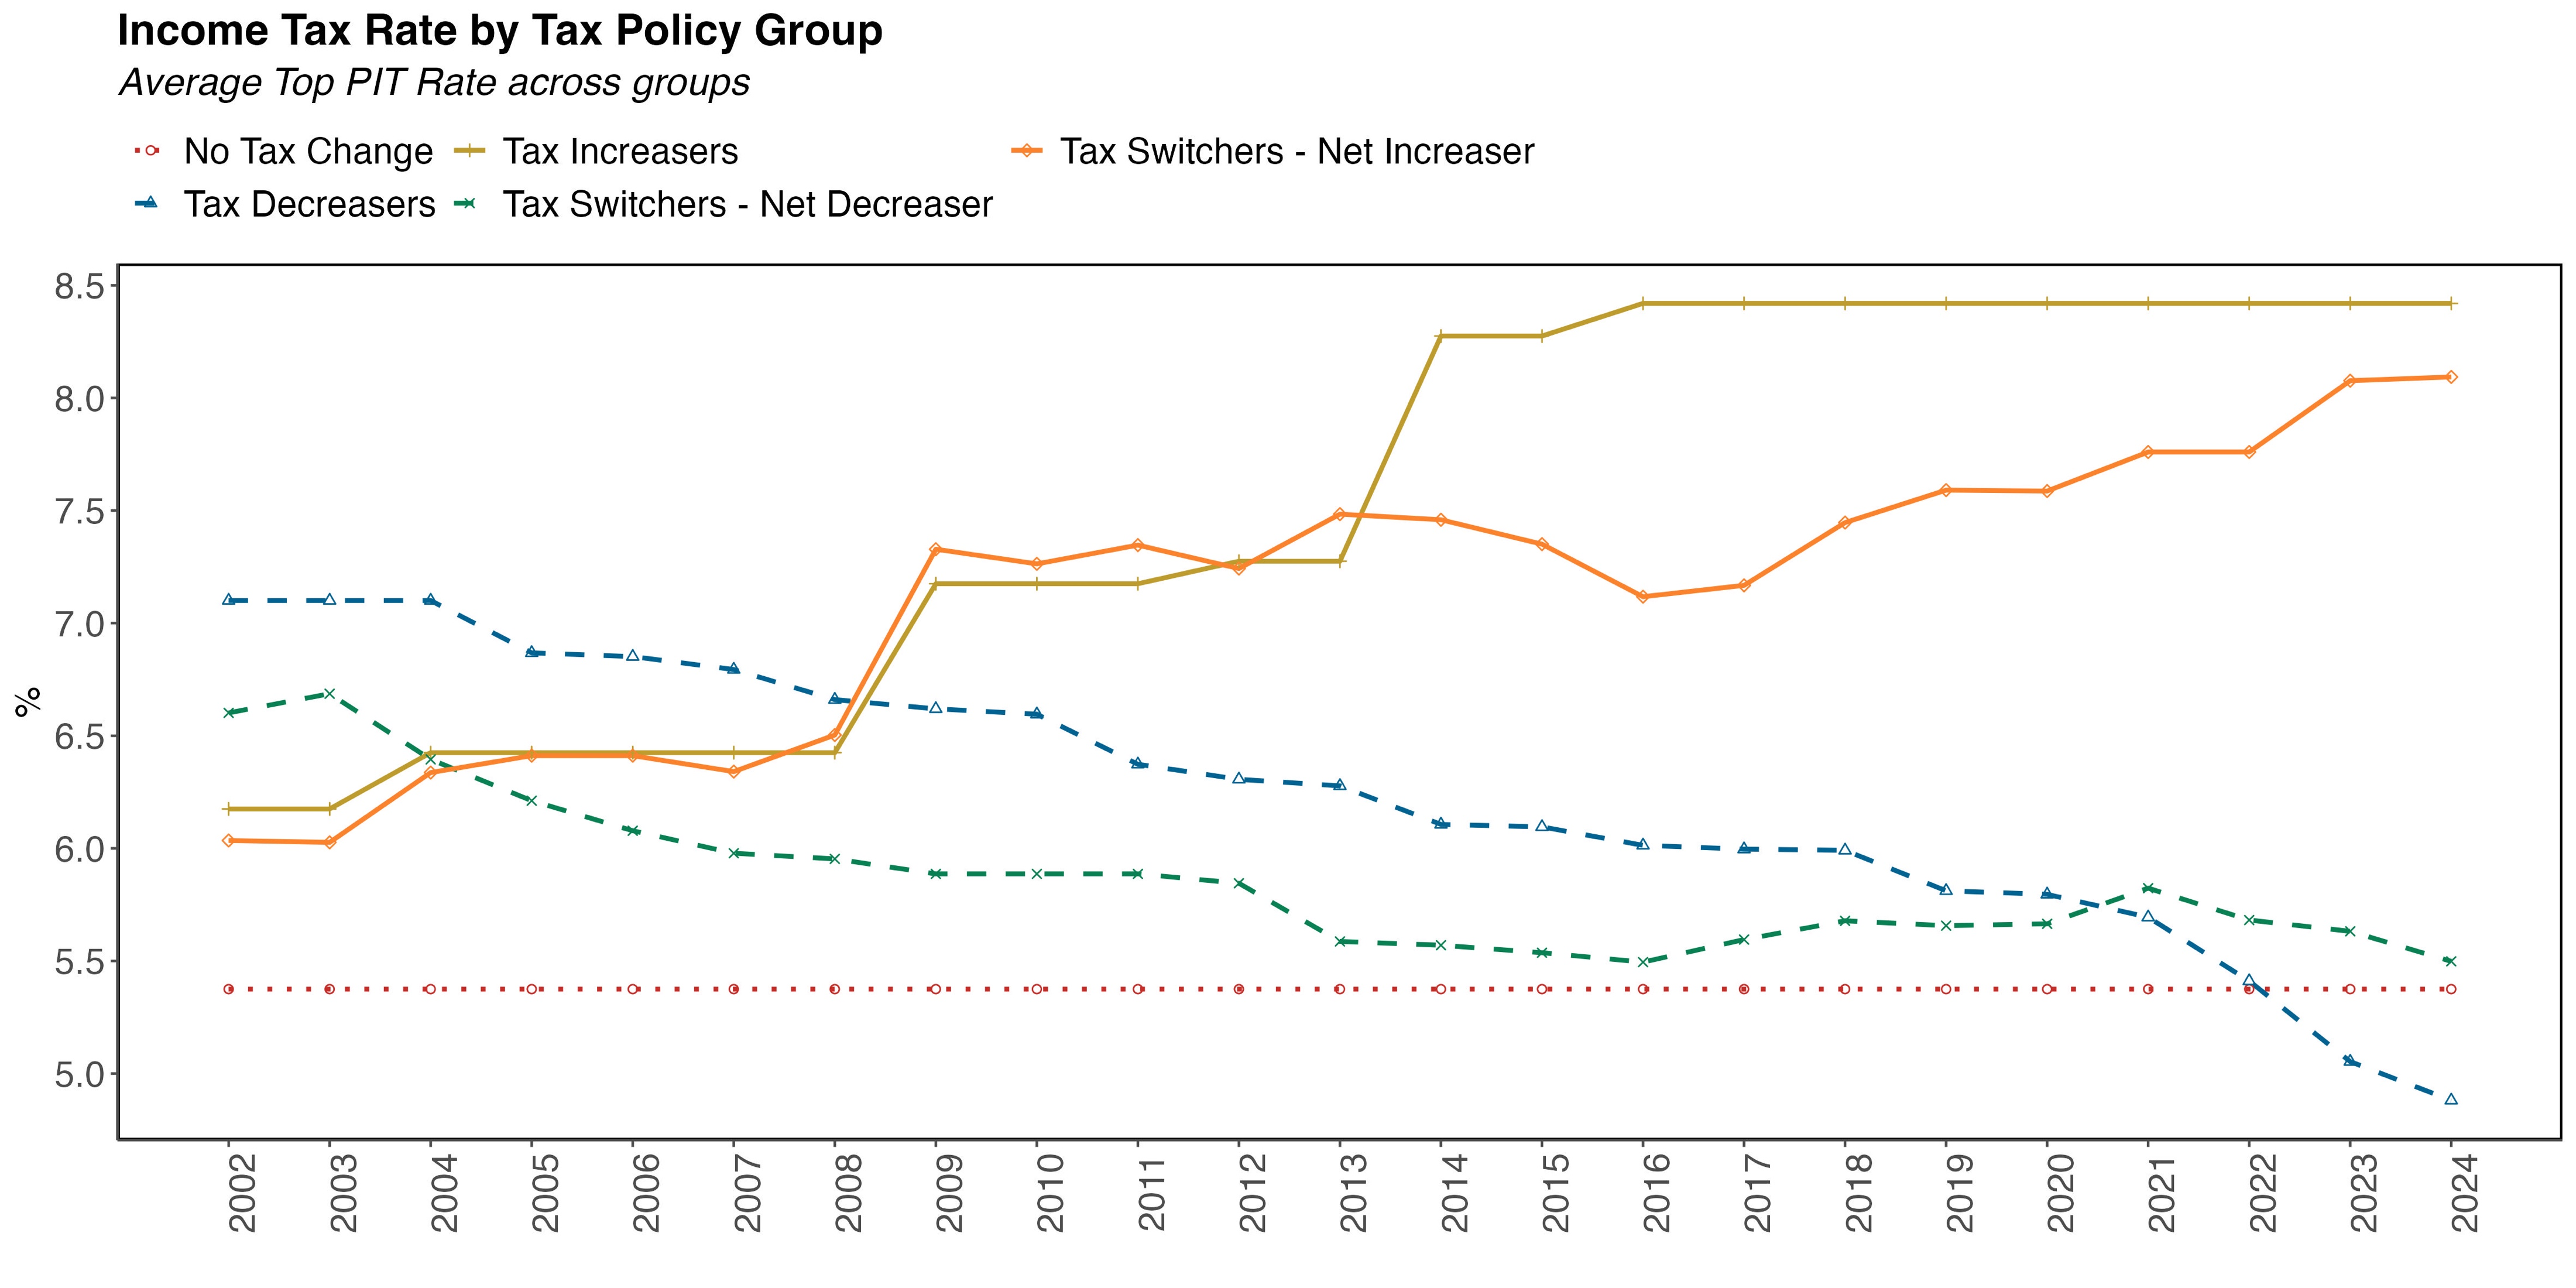 Income Tax Rate by Tax Policy Group
Average Top PIT Rate across groups
No Tax Change Tax Increasers Tax Switchers - Net Increaser
Tax Decreasers Tax Switchers - Net Decreaser
8.5
8.0
7.5
7.0
6.5
6.0
5.5
5.0
%
2002 2003 2004 2005 2006 2007 2008 2009 2010 2011 2012 2013 2014 2015 2016 2017 2018 2019 2020 2021 2022 2023 2024